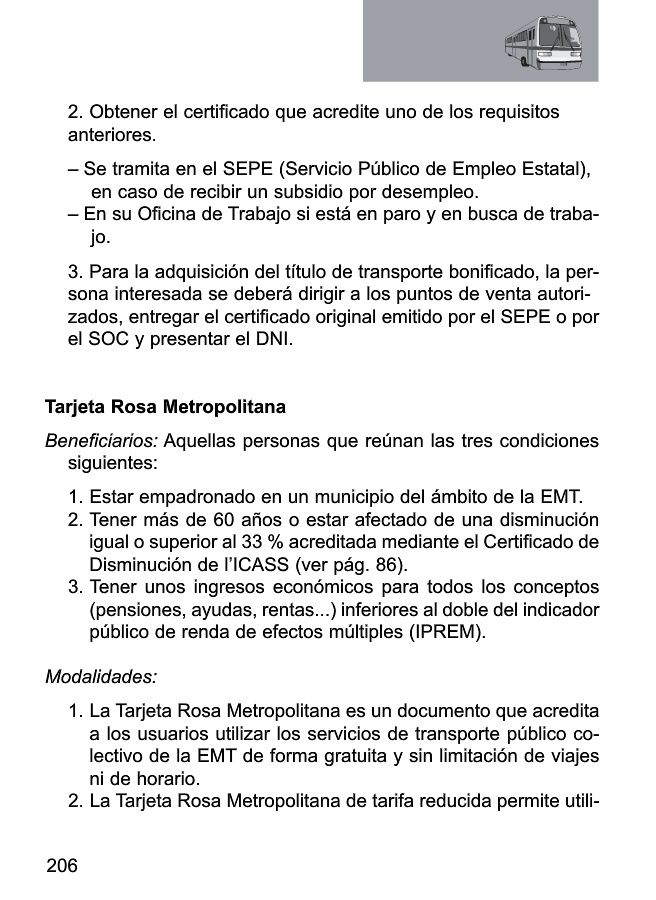 2. Obtener el certificado que acredite uno de los requisitos
anteriores.
– Se tramita en el SEPE (Servicio Público de Empleo Estatal),
en caso de recibir un subsidio por desempleo.
– En su Oficina de Trabajo si está en paro y en busca de traba-
jo.
3. Para la adquisición del título de transporte bonificado, la per-
sona interesada se deberá dirigir a los puntos de venta autori-
zados, entregar el certificado original emitido por el SEPE o por
el SOC y presentar el DNI.
Tarjeta Rosa Metropolitana
Beneficiarios: Aquellas personas que reúnan las tres condiciones
siguientes:
1. Estar empadronado en un municipio del ámbito de la EMT.
2. Tener más de 60 años o estar afectado de una disminución
igual o superior al 33 % acreditada mediante el Certificado de
Disminución de l’ICASS (ver pág. 86).
3. Tener unos ingresos económicos para todos los conceptos
(pensiones, ayudas, rentas...) inferiores al doble del indicador
público de renda de efectos múltiples (IPREM).
Modalidades:
1. La Tarjeta Rosa Metropolitana es un documento que acredita
a los usuarios utilizar los servicios de transporte público co-
lectivo de la EMT de forma gratuita y sin limitación de viajes
ni de horario.
2. La Tarjeta Rosa Metropolitana de tarifa reducida permite utili-
206